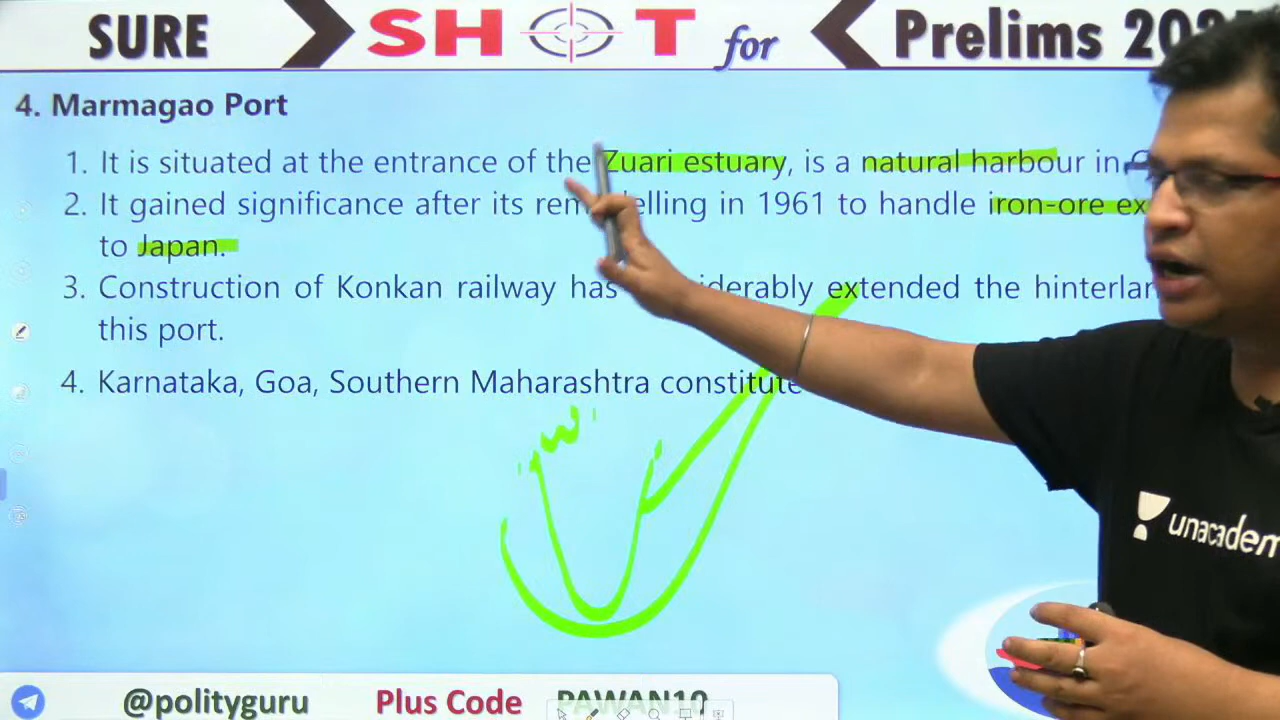 SURE SHOT for Prelims 20
4. Marmagao Port
1. It is situated at the entrance of the Zuari estuary, is a natural harbour in
2. It gained significance after its elling in 1961 to handle iron-ore ex
to Japan.
3. Construction of Konkan railway has iderably extended the hinterlan
this port.
4. Karnataka, Goa, Southern Maharashtra constitute
unacadem
@polityguru Plus Code PAWAN10